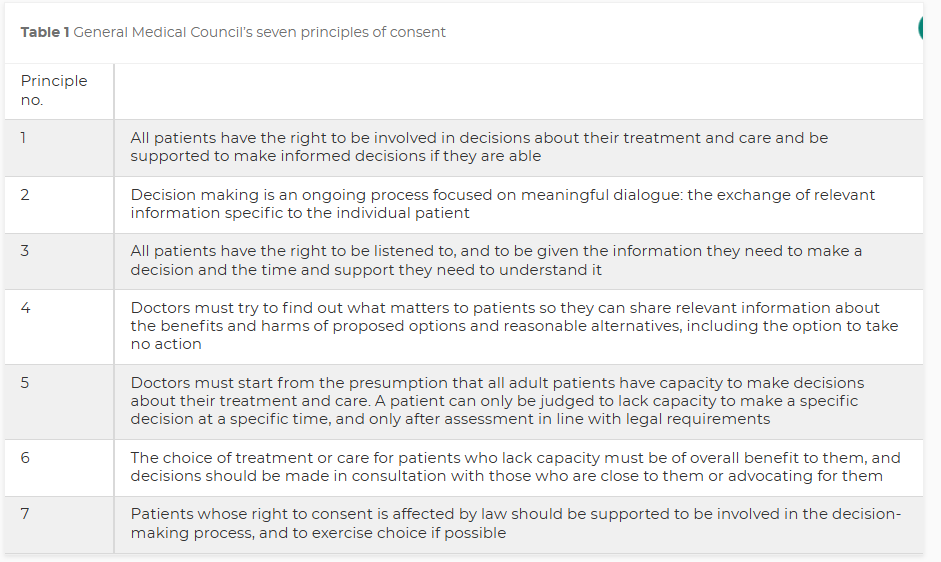 Table 1 General Medical Council's seven principles of consent
Principle
no.
1
All patients have the right to be involved in decisions about their treatment and care and be
supported to make informed decisions if they are able
2
Decision making is an ongoing process focused on meaningful dialogue: the exchange of relevant
information specific to the individual patient
3
All patients have the right to be listened to, and to be given the information they need to make a
decision and the time and support they need to understand it
4
Doctors must try to find out what matters to patients so they can share relevant information about
the benefits and harms of proposed options and reasonable alternatives, including the option to take
no action
5
Doctors must start from the presumption that all adult patients have capacity to make decisions
about their treatment and care. A patient can only be judged to lack capacity to make a specific
decision at a specific time, and only after assessment in line with legal requirements
6
The choice of treatment or care for patients who lack capacity must be of overall benefit to them, and
decisions should be made in consultation with those who are close to them or advocating for them
7
Patients whose right to consent is affected by law should be supported to be involved in the decision-
making process, and to exercise choice if possible